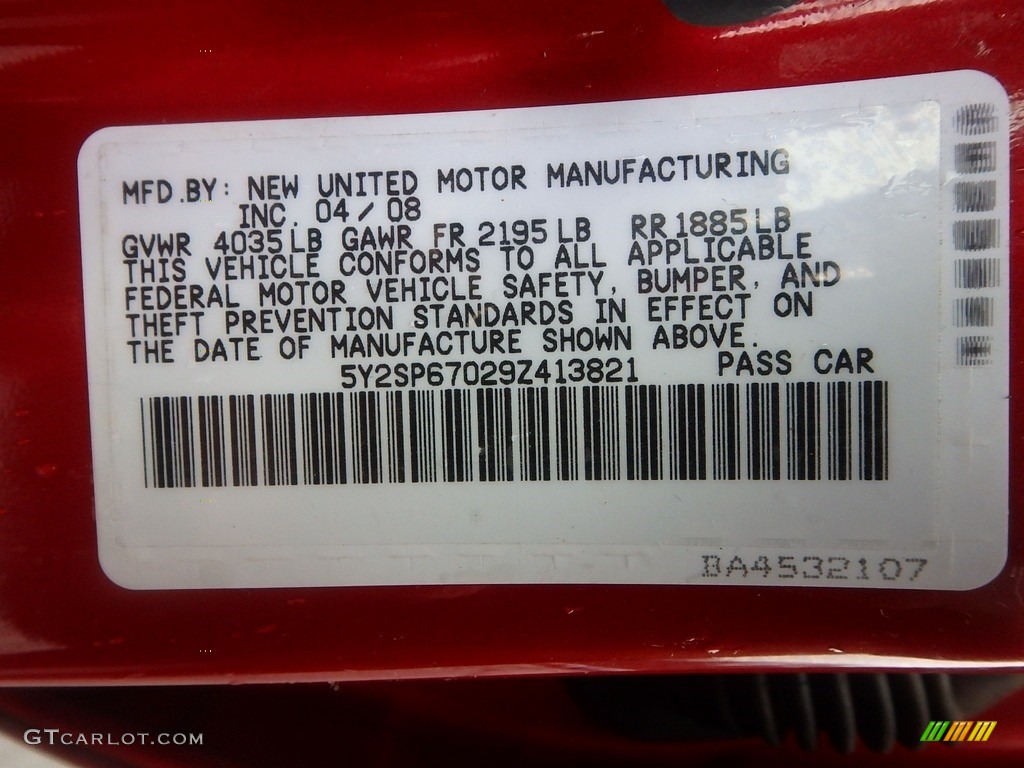 MFD.BY: NEW UNITED MOTOR MANUFACTURING
INC. 04/08
GVWR 4035LB GAWR FR 2195LB RR 1885LB
THIS VEHICLE CONFORMS TO ALL APPLICABLE
FEDERAL MOTOR VEHICLE SAFETY, BUMPER, AND
THEFT PREVENTION STANDARDS IN EFFECT ON
THE DATE OF MANUFACTURE SHOWN ABOVE.
5Y2SP67029Z413821 PASS CAR
BA4532107
GTCARLOT.COM